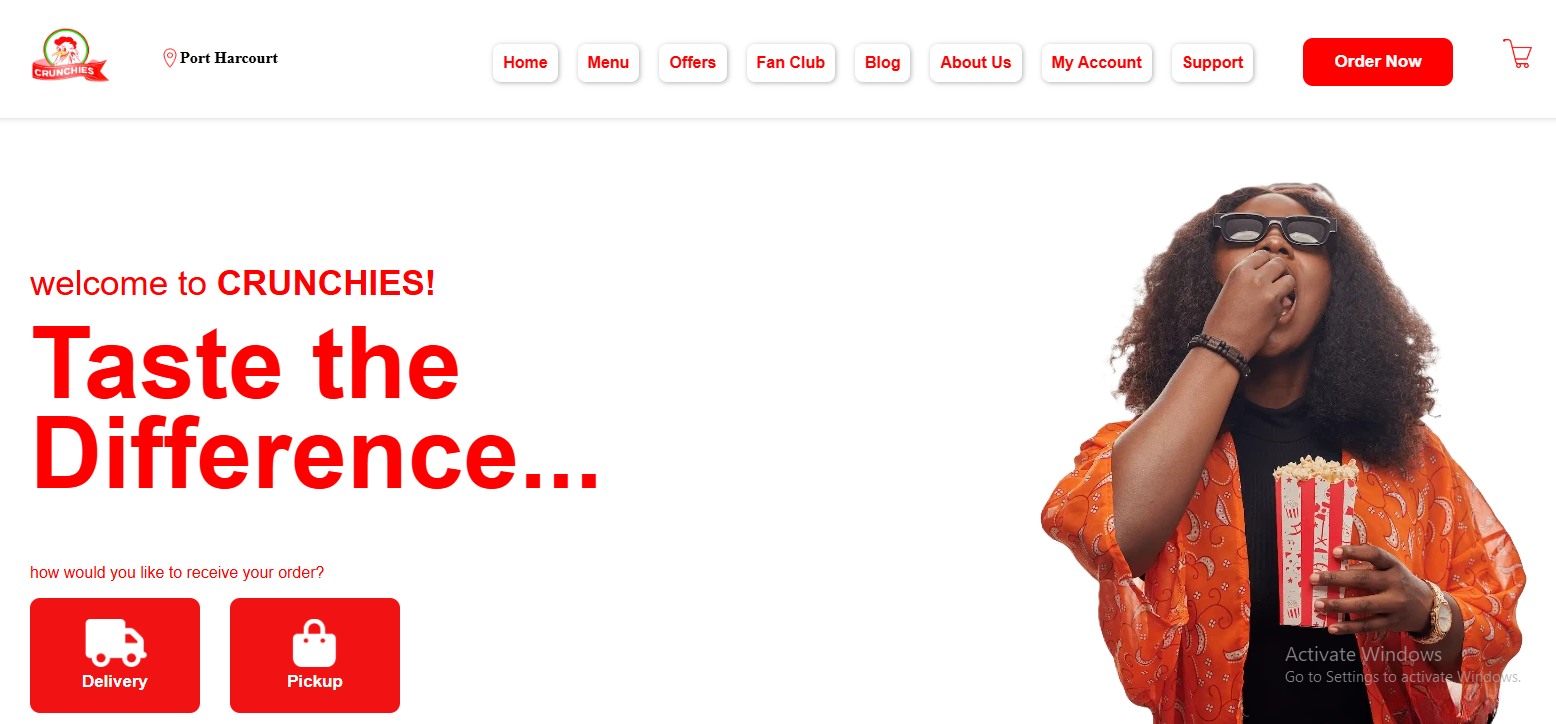 CRUNCHIES
Port Harcourt
Home
Menu
Offers
Fan Club
Blog
About Us
My Account
Support
Order Now
welcome to CRUNCHIES!
Taste the
Difference...
how would you like to receive your order?
Delivery
Pickup
Activate Windows
Go to Settings to activate Windows.